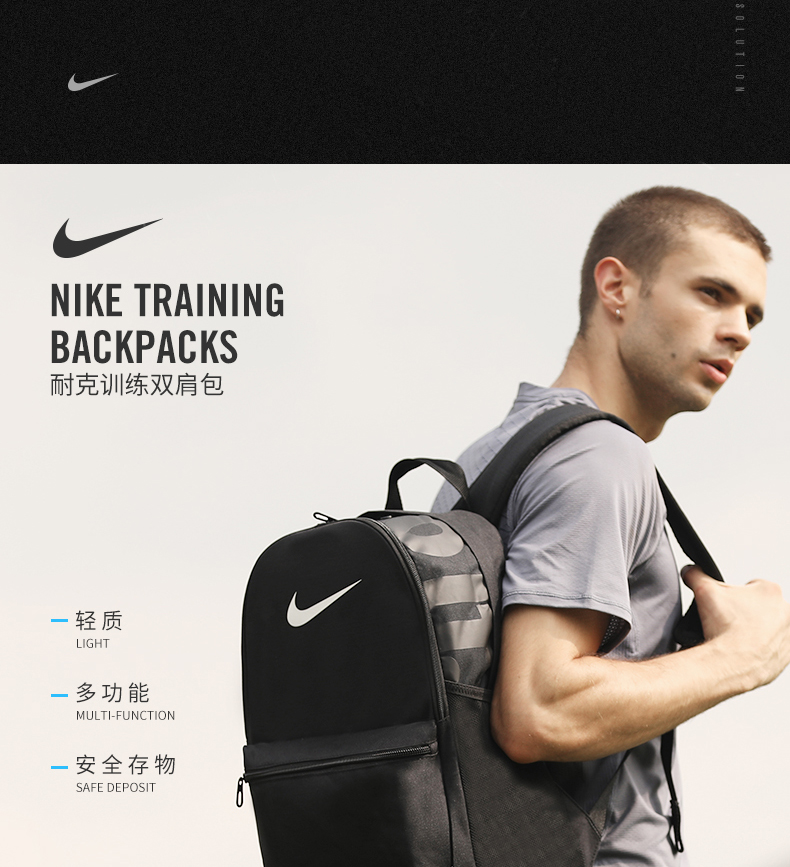 SOLUTION
NIKE TRAINING
BACKPACKS
耐克训练双肩包
轻质
LIGHT
多功能
MULTI-FUNCTION
安全存物
SAFE DEPOSIT